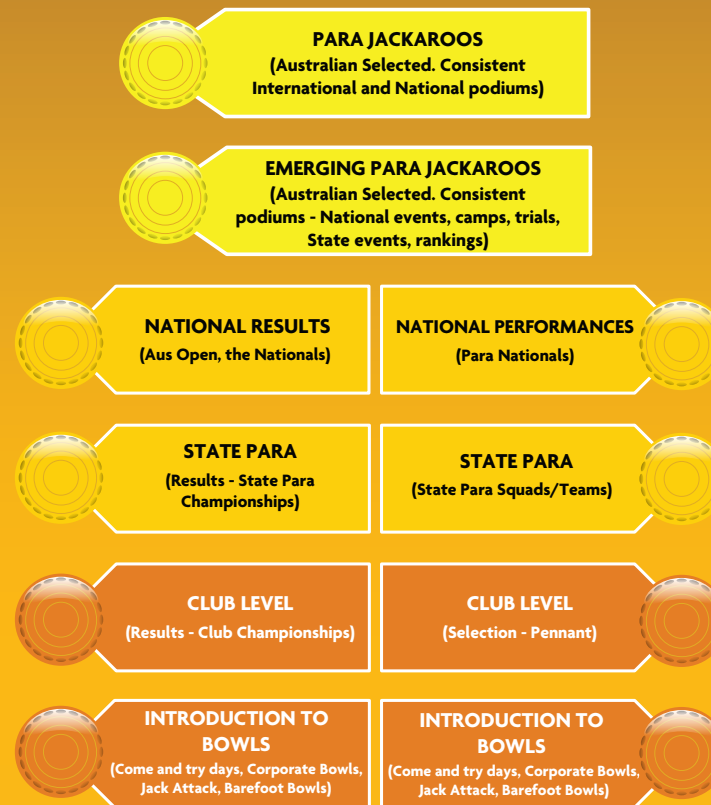 PARA JACKAROOS
(Australian Selected. Consistent
International and National podiums)
EMERGING PARA JACKAROOS
(Australian Selected. Consistent
podiums - National events, camps, trials,
State events, rankings)
NATIONAL RESULTS
(Aus Open, the Nationals)
NATIONAL PERFORMANCES
(Para Nationals)
STATE PARA
(Results - State Para
Championships)
STATE PARA
(State Para Squads/Teams)
CLUB LEVEL
(Results - Club Championships)
CLUB LEVEL
(Selection - Pennant)
INTRODUCTION TO
BOWLS
(Come and try days, Corporate Bowls,
Jack Attack, Barefoot Bowls)
INTRODUCTION TO
BOWLS
(Come and try days, Corporate Bowls,
Jack Attack, Barefoot Bowls)